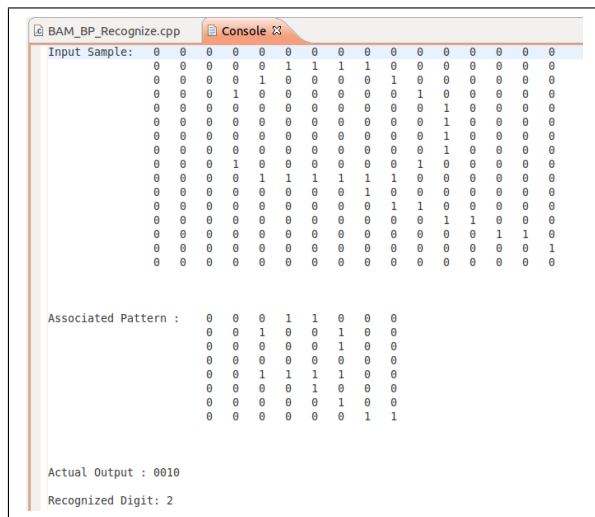 BAM_BP_Recognize.cpp Console
Input Sample: 0 0 0 0 0 0 0 0 0 0 0 0 0 0 0 0
0 0 0 0 0 1 1 1 1 0 0 0 0 0 0 0
0 0 0 0 1 0 0 0 0 1 0 0 0 0 0 0
0 0 0 1 0 0 0 0 0 0 1 0 0 0 0 0
0 0 0 0 0 0 0 0 0 0 0 1 0 0 0 0
0 0 0 0 0 0 0 0 0 0 0 1 0 0 0 0
0 0 0 0 0 0 0 0 0 0 0 1 0 0 0 0
0 0 0 0 0 0 0 0 0 0 0 1 0 0 0 0
0 0 0 1 0 0 0 0 0 0 1 0 0 0 0 0
0 0 0 0 1 1 1 1 1 1 0 0 0 0 0 0
0 0 0 0 0 0 0 0 1 0 0 0 0 0 0 0
0 0 0 0 0 0 0 0 0 1 1 0 0 0 0 0
0 0 0 0 0 0 0 0 0 0 0 1 1 0 0 0
0 0 0 0 0 0 0 0 0 0 0 0 0 1 1 0
0 0 0 0 0 0 0 0 0 0 0 0 0 0 0 1
0 0 0 0 0 0 0 0 0 0 0 0 0 0 0 0
Associated Pattern : 0 0 0 1 1 0 0 0
0 0 1 0 0 1 0 0
0 0 0 0 0 1 0 0
0 0 0 0 0 0 0 0
0 0 1 1 1 1 0 0
0 0 0 0 1 0 0 0
0 0 0 0 0 1 0 0
0 0 0 0 0 0 1 1
Actual Output : 0010
Recognized Digit: 2